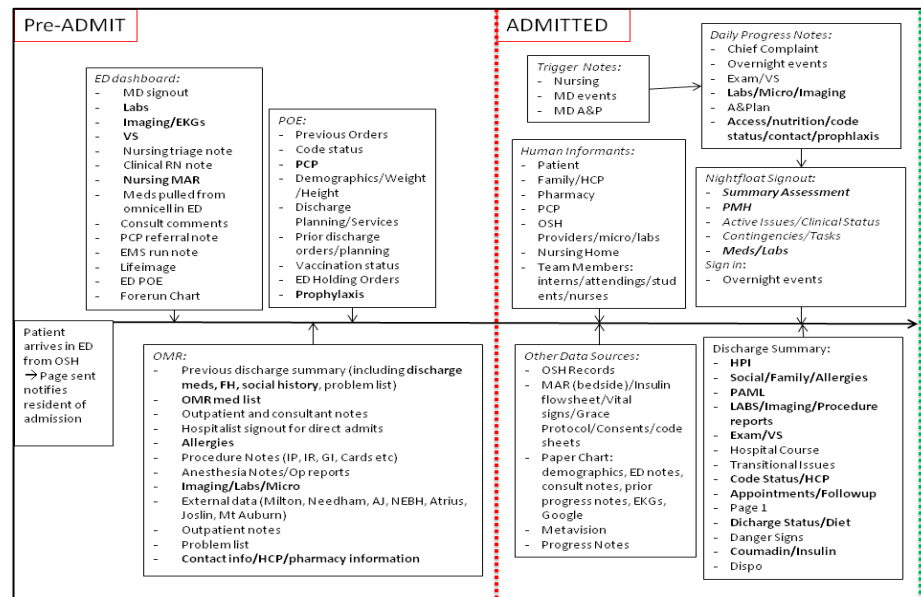 Pre-ADMIT
ED dashboard:
- MD signout
- Labs
- Imaging/EKGs
- VS
- Nursing triage note
- Clinical RN note
- Nursing MAR
- Meds pulled from
omnicell in ED
- Consult comments
- PCP referral note
- EMS run note
- Lifeimage
- ED POE
- Forerun Chart
POE:
- Previous Orders
- Code status
- PCP
- Demographics/Weight
/Height
- Discharge
Planning/Services
- Prior discharge
orders/planning
- Vaccination status
- ED Holding Orders
- Prophylaxis
Patient
arrives in ED
from OSH
→ Page sent
notifies
resident of
admission
OMR:
- Previous discharge summary (including discharge
meds, FH, social history, problem list)
- OMR med list
- Outpatient and consultant notes
- Hospitalist signout for direct admits
- Allergies
- Procedure Notes (IP, IR, GI, Cards etc)
- Anesthesia Notes/Op reports
- Imaging/Labs/Micro
- External data (Milton, Needham, AJ, NEBH, Atrius,
Joslin, Mt Auburn)
- Outpatient notes
- Problem list
- Contact info/HCP/pharmacy information
ADMITTED
Trigger Notes:
- Nursing
- MD events
- MD A&P
Daily Progress Notes:
- Chief Complaint
- Overnight events
- Exam/VS
- Labs/Micro/Imaging
- A&Plan
- Access/nutrition/code
status/contact/prophlaxis
Human Informants:
- Patient
- Family/HCP
- Pharmacy
- PCP
- OSH
Providers/micro/labs
- Nursing Home
- Team Members:
interns/attendings/stud
ents/nurses
Nightfloat Signout:
- Summary Assessment
- PMH
- Active Issues/Clinical Status
- Contingencies/Tasks
- Meds/Labs
Sign in:
- Overnight events
Other Data Sources:
- OSH Records
- MAR (bedside)/Insulin
flowsheet/Vital
signs/Grace
Protocol/Consents/code
sheets
- Paper Chart:
demographics, ED notes,
consult notes, prior
progress notes, EKGs,
Google
- Metavision
- Progress Notes
Discharge Summary:
- HPI
- Social/Family/Allergies
- PAML
- LABS/Imaging/Procedure
reports
- Exam/VS
- Hospital Course
- Transitional Issues
- Code Status/HCP
- Appointments/Followup
- Page 1
- Dicharge Status/Diet
- Danger Signs
- Coumadin/Insulin
- Dispo